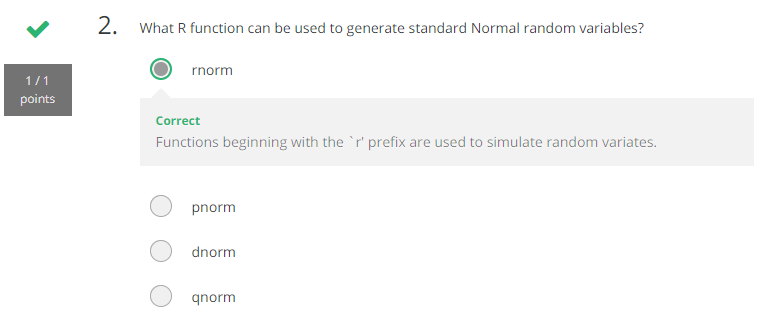 2. What R function can be used to generate standard Normal random variables?
rnorm
1 / 1
points
Correct
Functions beginning with the `r' prefix are used to simulate random variates.
pnorm
dnorm
qnorm